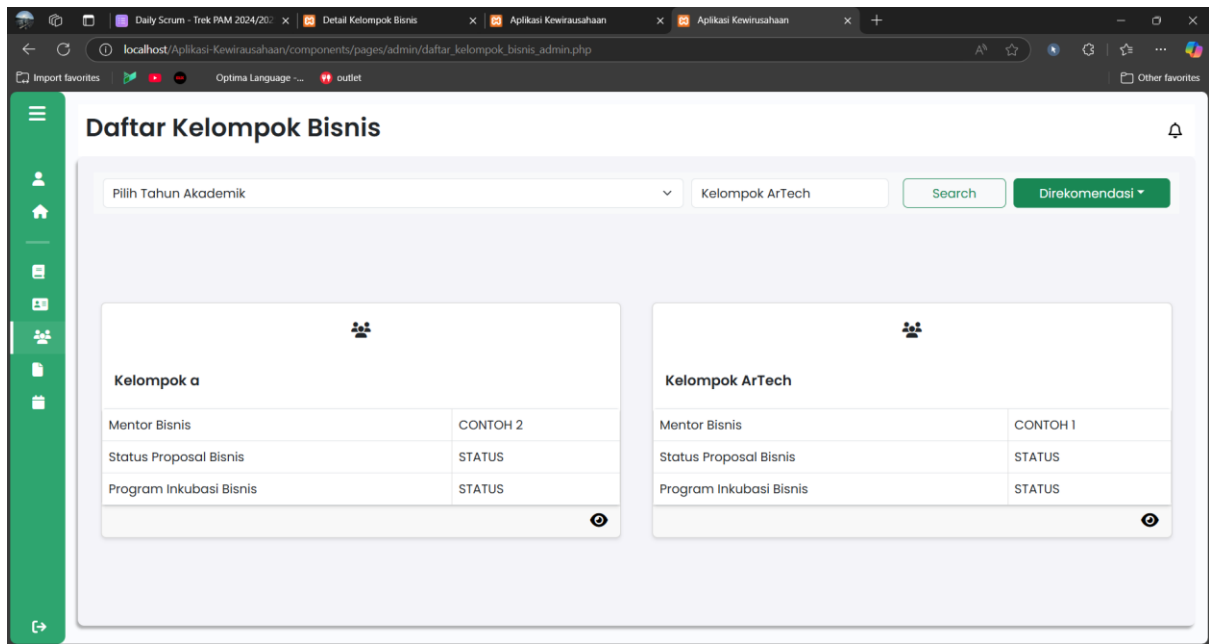 Daily Scrum - Trek PAM 2024/202
Detail Kelompok Bisnis
Aplikasi Kewirausahaan
Aplikasi Kewirusahaan
localhost/Aplikasi-Kewirausahaan/components/pages/admin/daftar_kelompok_bisnis_admin.php
Import favorites
Optima Language -...
outlet
Other favorites
Daftar Kelompok Bisnis
Pilih Tahun Akademik
Kelompok ArTech
Search
Direkomendasi
Kelompok a
Mentor Bisnis CONTOH 2
Status Proposal Bisnis STATUS
Program Inkubasi Bisnis STATUS
Kelompok ArTech
Mentor Bisnis CONTOH 1
Status Proposal Bisnis STATUS
Program Inkubasi Bisnis STATUS